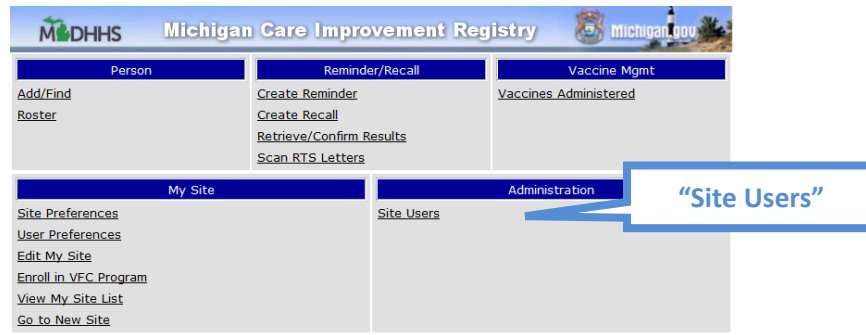 MDHHS Michigan Care Improvement Registry Michigan.gov
Person
Add/Find
Roster
Reminder/Recall
Create Reminder
Create Recall
Retrieve/Confirm Results
Scan RTS Letters
Vaccine Mgmt
Vaccines Administered
My Site
Site Preferences
User Preferences
Edit My Site
Enroll in VFC Program
View My Site List
Go to New Site
Administration
Site Users
“Site Users”